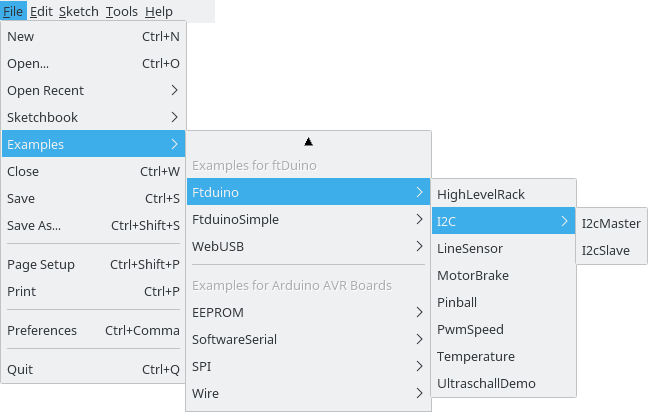 File Edit Sketch Tools Help
New Ctrl+N
Open... Ctrl+O
Open Recent
Sketchbook
Examples
Close Ctrl+W
Save Ctrl+S
Save As... Ctrl+Shift+S
Page Setup Ctrl+Shift+P
Print Ctrl+P
Preferences Ctrl+Comma
Quit Ctrl+Q
Examples for ftDuino
Ftduino
FtduinoSimple
WebUSB
Examples for Arduino AVR Boards
EEPROM
SoftwareSerial
SPI
Wire
HighLevelRack
I2C
LineSensor
MotorBrake
Pinball
PwmSpeed
Temperature
UltraschallDemo
I2cMaster
I2cSlave